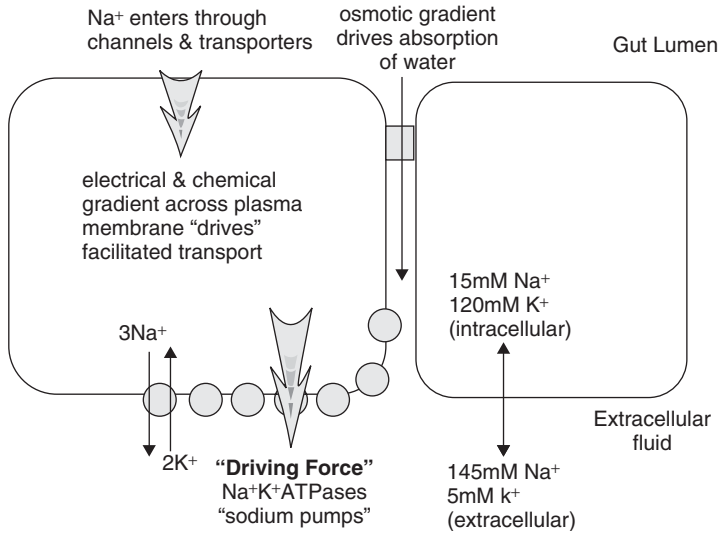 Na⁺ enters through
channels & transporters
osmotic gradient
drives absorption
of water
Gut Lumen
electrical & chemical
gradient across plasma
membrane “drives”
facilitated transport
15mM Na⁺
120mM K⁺
(intracellular)
3Na⁺
2K⁺
“Driving Force”
Na⁺K⁺ATPases
“sodium pumps”
Extracellular
fluid
145mM Na⁺
5mM k⁺
(extracellular)